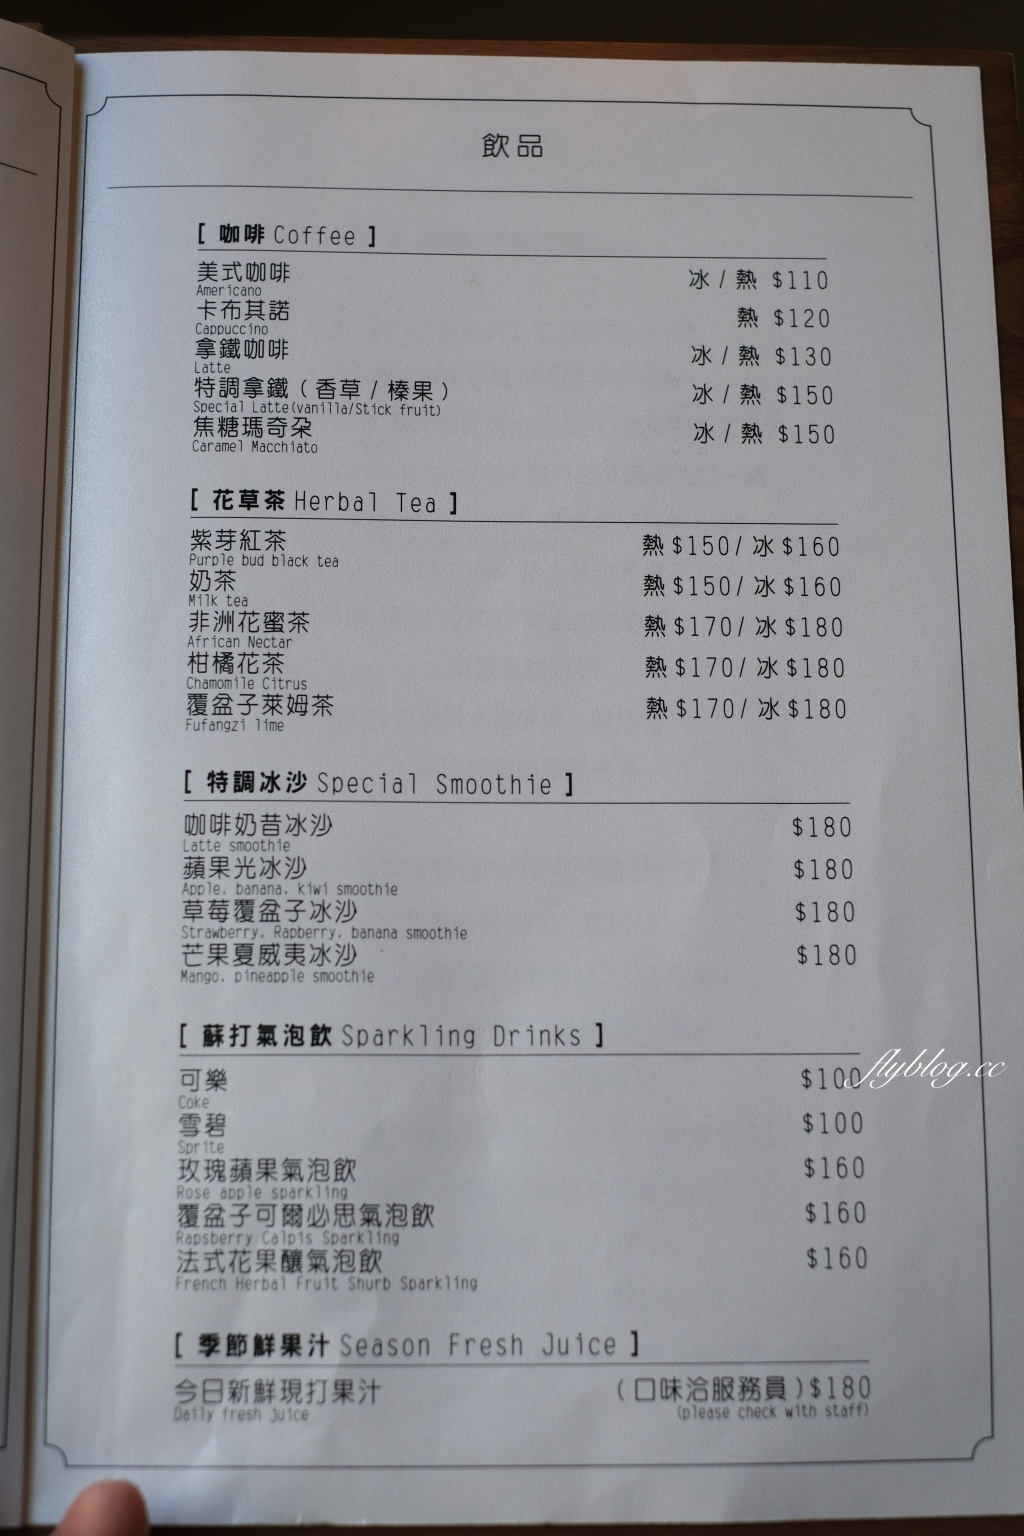 飲品
[ 咖啡 Coffee ]
美式咖啡 冰 / 熱 $110
Americano
卡布其諾 熱 $120
Cappuccino
拿鐵咖啡 冰 / 熱 $130
Latte
特調拿鐵 ( 香草 / 榛果 ) 冰 / 熱 $150
Special Latte(vanilla/Stick fruit)
焦糖瑪奇朵 冰 / 熱 $150
Caramel Macchiato
[ 花草茶 Herbal Tea ]
紫芽紅茶 熱 $150/ 冰 $160
Purple bud black tea
奶茶 熱 $150/ 冰 $160
Milk tea
非洲花蜜茶 熱 $170/ 冰 $180
African Nectar
柑橘花茶 熱 $170/ 冰 $180
Chamomile Citrus
覆盆子萊姆茶 熱 $170/ 冰 $180
Fufangzi lime
[ 特調冰沙 Special Smoothie ]
咖啡奶昔冰沙 $180
Latte smoothie
蘋果光冰沙 $180
Apple. banana. kiwi smoothie
草莓覆盆子冰沙 $180
Strawberry. Rapberry. banana smoothie
芒果夏威夷冰沙 $180
Mango. pineapple smoothie
[ 蘇打氣泡飲 Sparkling Drinks ]
可樂 $100
Coke
雪碧 $100
Sprite
玫瑰蘋果氣泡飲 $160
Rose apple sparkling
覆盆子可爾必思氣泡飲 $160
Rapsberry Calpis Sparkling
法式花果釀氣泡飲 $160
French Herbal Fruit Shurb Sparkling
[ 季節鮮果汁 Season Fresh Juice ]
今日新鮮現打果汁 ( 口味洽服務員 )$180
Daily fresh juice (please check with staff)
flyblog.cc